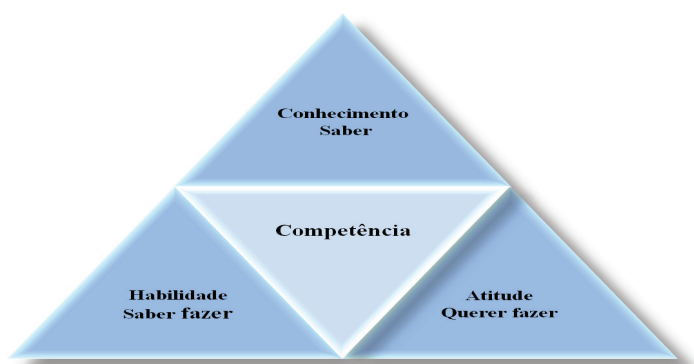 Conhecimento
Saber
Competência
Habilidade
Saber fazer
Atitude
Querer fazer